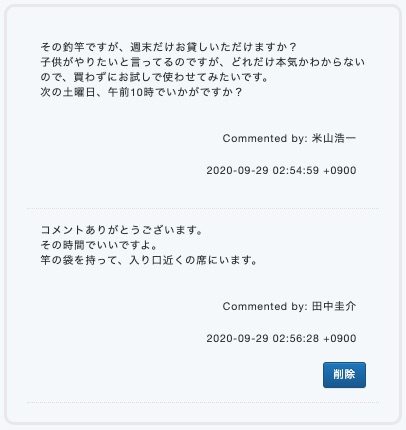 その釣竿ですが、週末だけお貸しいただけますか？
子供がやりたいと言ってるのですが、どれだけ本気かわからない
ので、買わずにお試しで使わせてみたいです。
次の土曜日、午前10時でいかがですか？
Commented by: 米山浩一
2020-09-29 02:54:59 +0900
コメントありがとうございます。
その時間でいいですよ。
竿の袋を持って、入り口近くの席にいます。
Commented by: 田中圭介
2020-09-29 02:56:28 +0900
削除